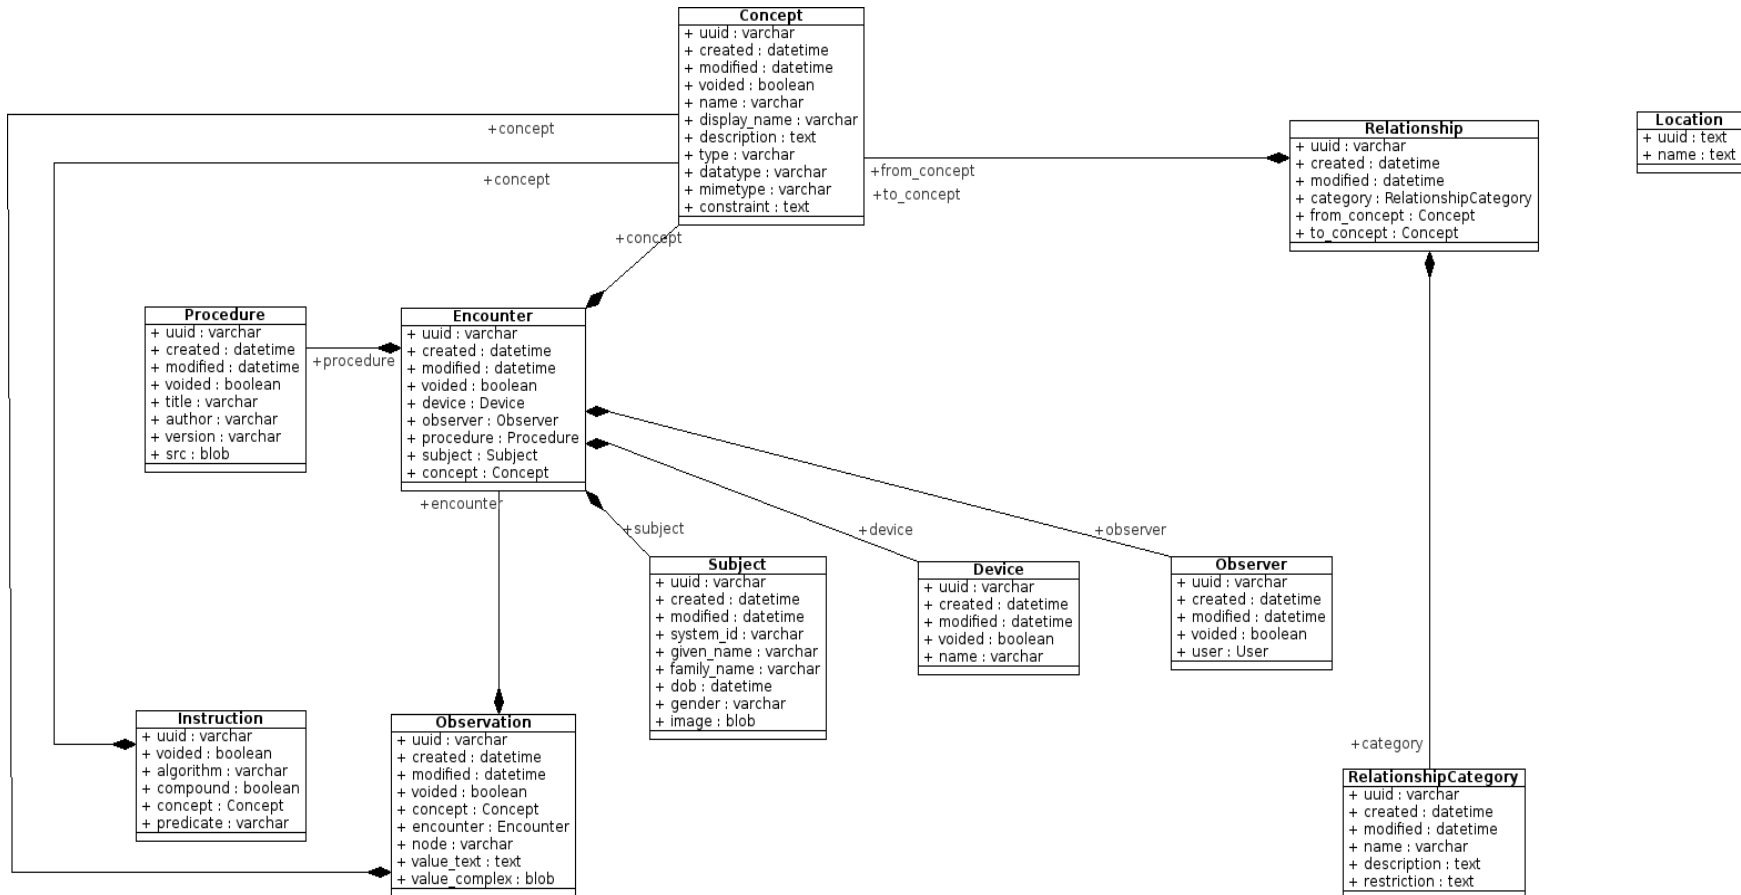 Concept
+ uuid : varchar
+ created : datetime
+ modified : datetime
+ voided : boolean
+ name : varchar
+ display_name : varchar
+ description : text
+ type : varchar
+ datatype : varchar
+ mimetype : varchar
+ constraint : text
+concept
+concept
+concept
+from_concept
+to_concept
Relationship
+ uuid : varchar
+ created : datetime
+ modified : datetime
+ category : RelationshipCategory
+ from_concept : Concept
+ to_concept : Concept
Location
+ uuid : text
+ name : text
Procedure
+ uuid : varchar
+ created : datetime
+ modified : datetime
+ voided : boolean
+ title : varchar
+ author : varchar
+ version : varchar
+ src : blob
+procedure
Encounter
+ uuid : varchar
+ created : datetime
+ modified : datetime
+ voided : boolean
+ device : Device
+ observer : Observer
+ procedure : Procedure
+ subject : Subject
+ concept : Concept
+encounter
+subject
+device
+observer
Subject
+ uuid : varchar
+ created : datetime
+ modified : datetime
+ system_id : varchar
+ given_name : varchar
+ family_name : varchar
+ dob : datetime
+ gender : varchar
+ image : blob
Device
+ uuid : varchar
+ created : datetime
+ modified : datetime
+ voided : boolean
+ name : varchar
Observer
+ uuid : varchar
+ created : datetime
+ modified : datetime
+ voided : boolean
+ user : User
Instruction
+ uuid : varchar
+ voided : boolean
+ algorithm : varchar
+ compound : boolean
+ concept : Concept
+ predicate : varchar
Observation
+ uuid : varchar
+ created : datetime
+ modified : datetime
+ voided : boolean
+ concept : Concept
+ encounter : Encounter
+ node : varchar
+ value_text : text
+ value_complex : blob
+category
RelationshipCategory
+ uuid : varchar
+ created : datetime
+ modified : datetime
+ name : varchar
+ description : text
+ restriction : text